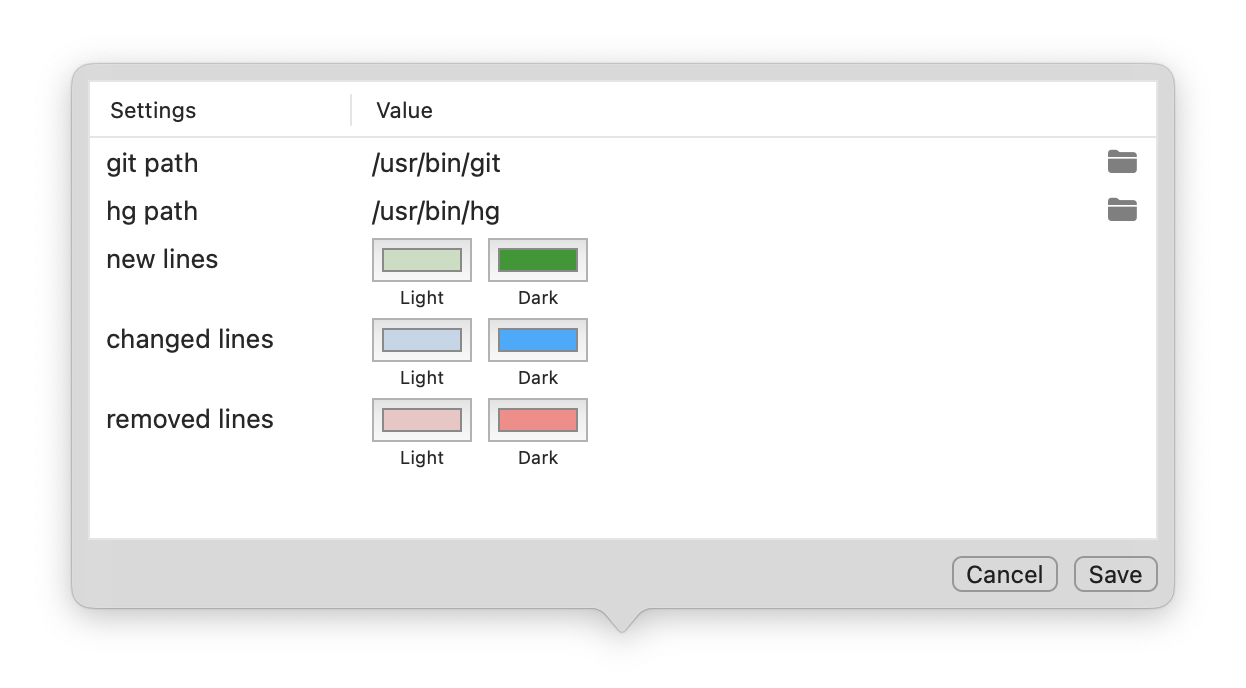 Settings Value
git path /usr/bin/git
hg path /usr/bin/hg
new lines
Light Dark
changed lines
Light Dark
removed lines
Light Dark
Cancel Save